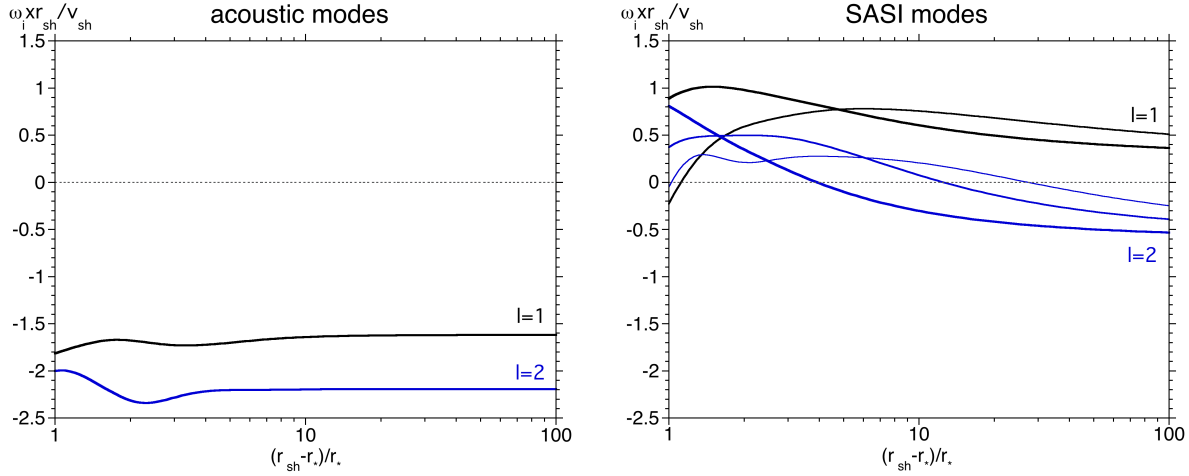 acoustic modes
ω_i x r_sh / v_sh
1.5
1
0.5
0
-0.5
-1
-1.5
-2
-2.5
l=1
l=2
1
10
100
(r_sh-r_*)/r_*
SASI modes
ω_i x r_sh / v_sh
1.5
1
0.5
0
-0.5
-1
-1.5
-2
-2.5
l=1
l=2
1
10
100
(r_sh-r_*)/r_*